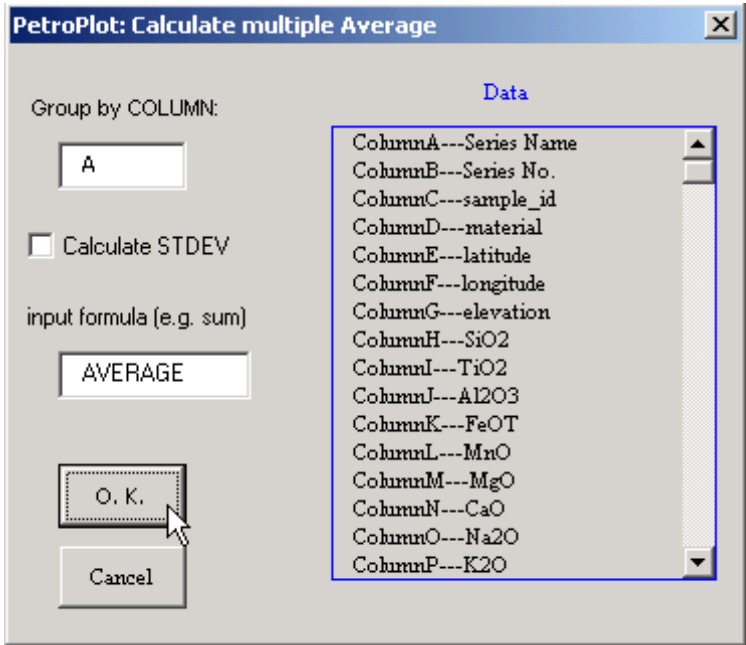 PetroPlot: Calculate multiple Average
Group by COLUMN:
A
Calculate STDEV
input formula (e.g. sum)
AVERAGE
O. K.
Cancel
Data
ColumnA---Series Name
ColumnB---Series No.
ColumnC---sample_id
ColumnD---material
ColumnE---latitude
ColumnF---longitude
ColumnG---elevation
ColumnH---SiO2
ColumnI---TiO2
ColumnJ---Al2O3
ColumnK---FeOT
ColumnL---MnO
ColumnM---MgO
ColumnN---CaO
ColumnO---Na2O
ColumnP---K2O